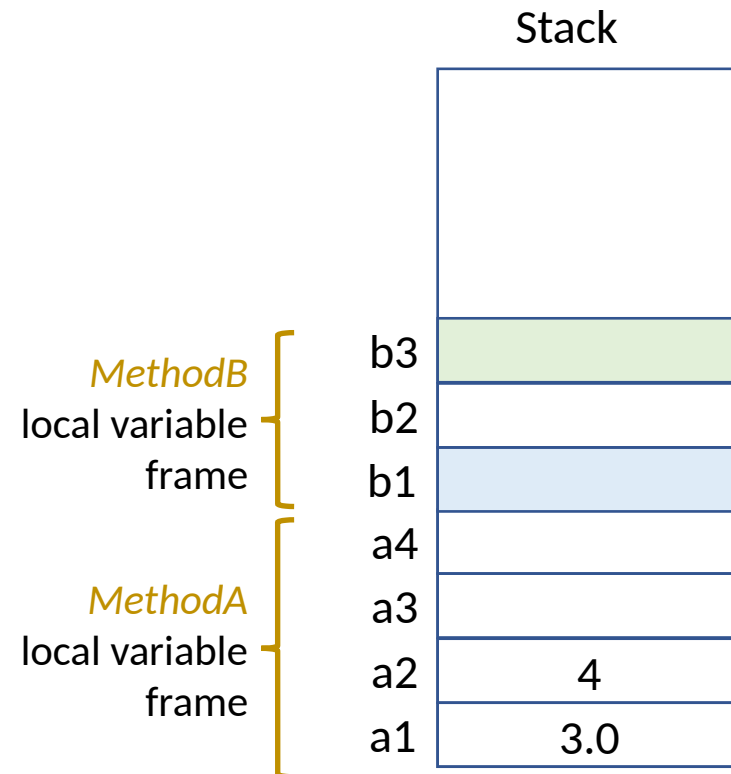 Stack
MethodB
local variable
frame
b3
b2
b1
MethodA
local variable
frame
a4
a3
a2 4
a1 3.0